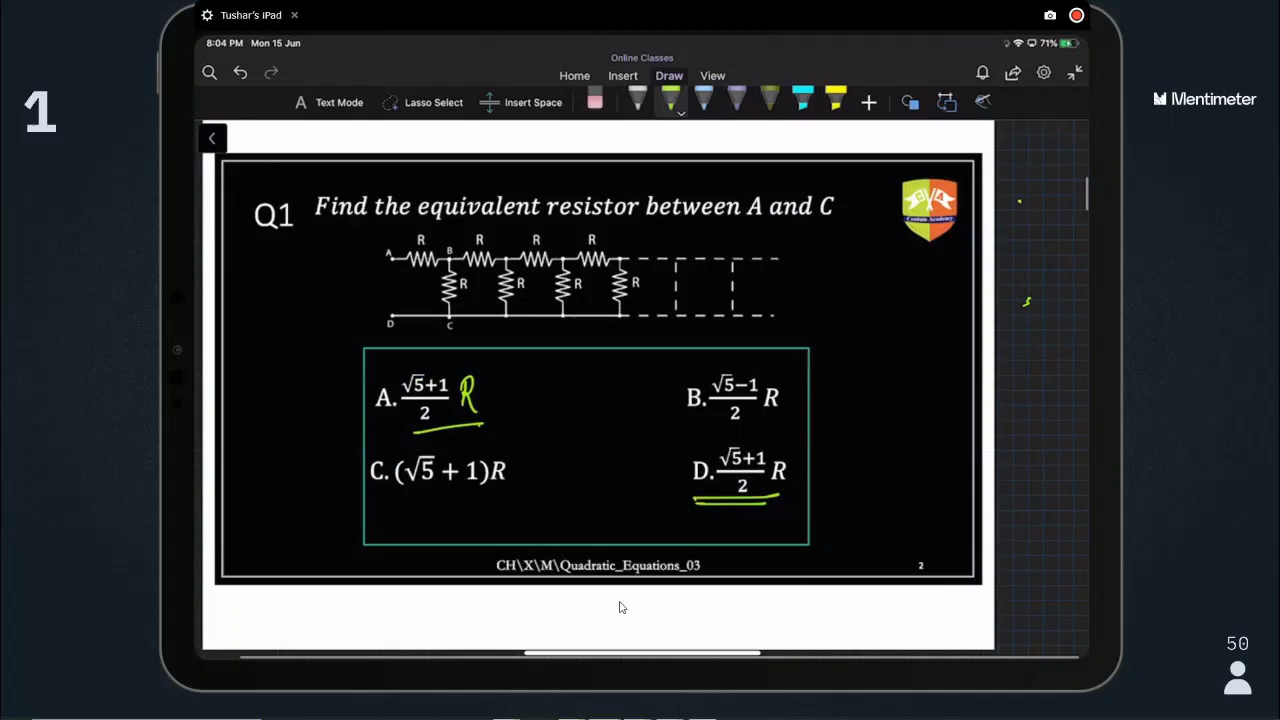 Tushar's iPad ×
8:04 PM Mon 15 Jun
71%
Online Classes
Home Insert Draw View
A Text Mode Lasso Select Insert Space
1
Mentimeter
Q1 Find the equivalent resistor between A and C
R R R R
A B
R R R R
D C
A. (√5+1)/2 R
B. (√5−1)/2 R
C. (√5 + 1)R
D. (√5+1)/2 R
CH\X\M\Quadratic_Equations_03
2
50